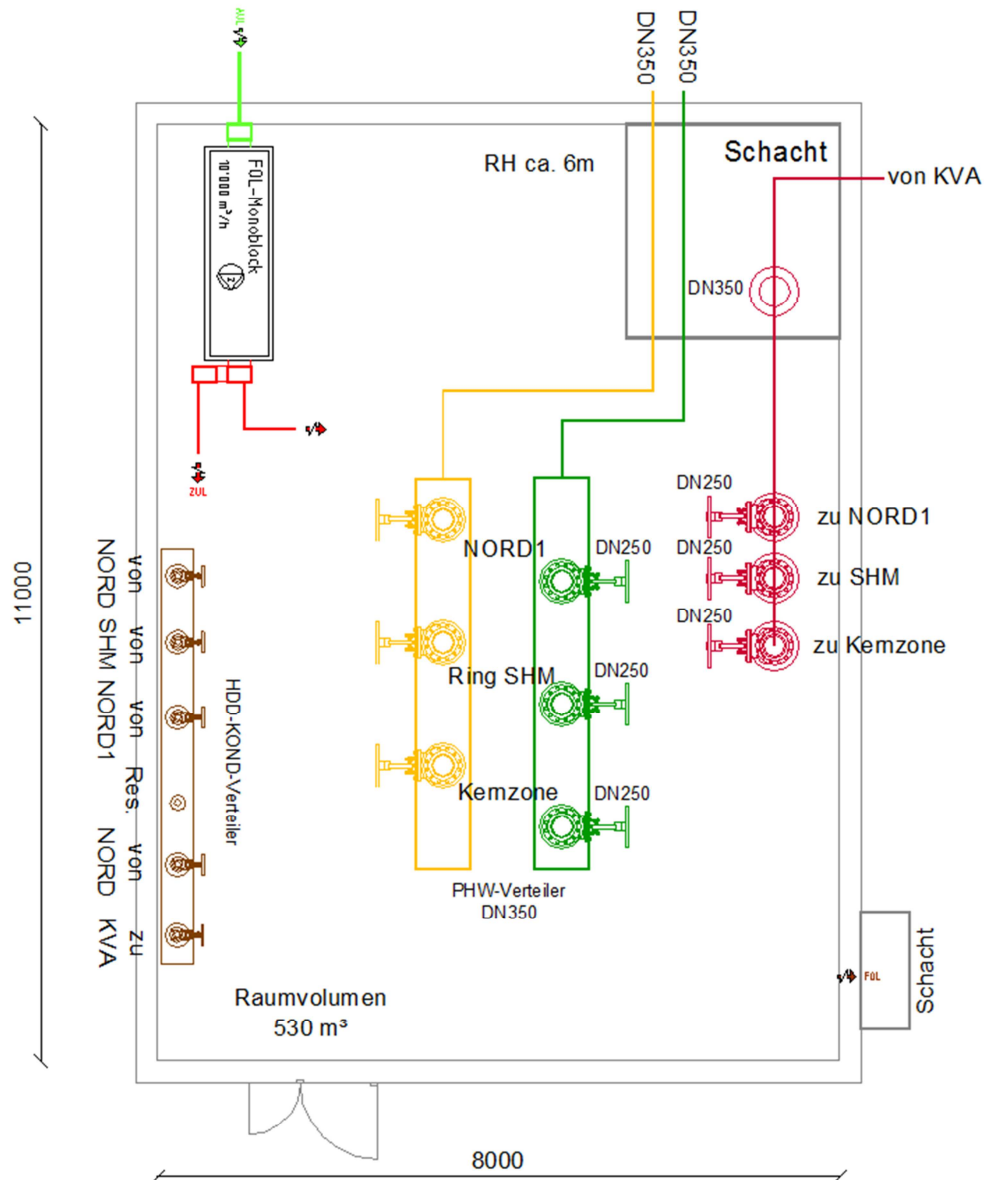 AUL
DN350
DN350
FOL-Monoblock
10'000 m³/h
RH ca. 6m
Schacht
von KVA
DN350
ZUL
DN250
zu NORD1
DN250
zu SHM
DN250
zu Kemzone
NORD1
DN250
Ring SHM
DN250
Kemzone
DN250
PHW-Verteiler
DN350
HDD-KOND-Verteiler
von von von Res. von zu
NORD SHM NORD1 NORD KVA
11000
Raumvolumen
530 m³
FOL
Schacht
8000